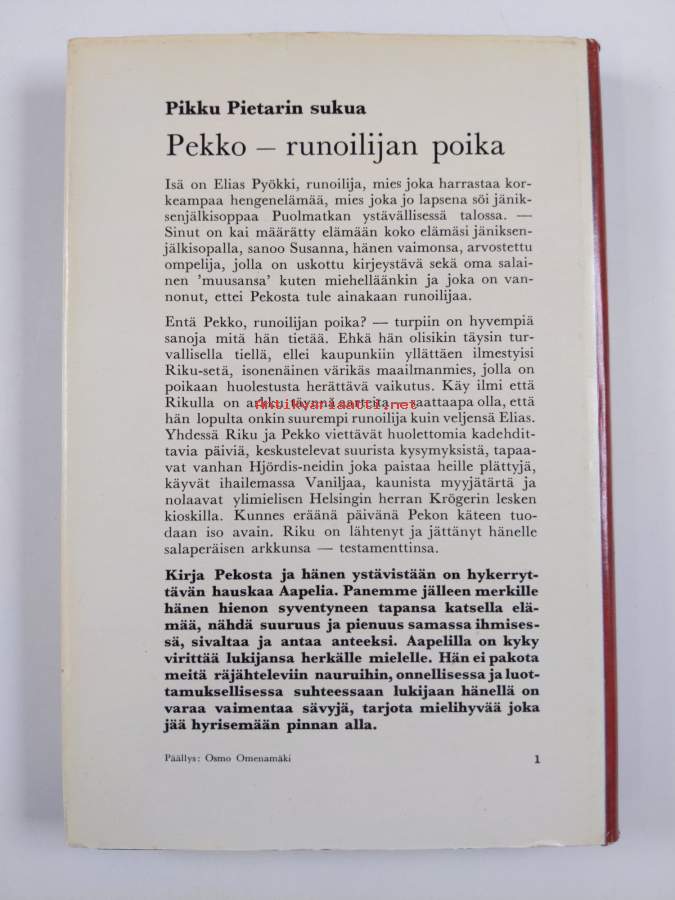 Pikku Pietarin sukua
Pekko — runoilijan poika
Isä on Elias Pyökki, runoilija, mies joka harrastaa kor-
keampaa hengenelämää, mies joka jo lapsena söi jänik-
senjälkisoppaa Puolmatkan ystävällisessä talossa. —
Sinut on kai määrätty elämään koko elämäsi jäniksen-
jälkisopalla, sanoo Susanna, hänen vaimonsa, arvostettu
ompelija, jolla on uskottu kirjeystävä sekä oma salai-
nen 'muusansa' kuten miehelläänkin ja joka on van-
nonut, ettei Pekosta tule ainakaan runoilijaa.
Entä Pekko, runoilijan poika? — turpiin on hyvempiä
sanoja mitä hän tietää. Ehkä hän olisikin täysin tur-
vallisella tiellä, ellei kaupunkiin yllättäen ilmestyisi
Riku-setä, isonenäinen värikäs maailmanmies, jolla on
poikaan huolestusta herättävä vaikutus. Käy ilmi että
Rikulla on arkku täynnä aarteita — saattaapa olla, että
Antikvariaatti.net
hän lopulta onkin suurempi runoilija kuin veljensä Elias.
Yhdessä Riku ja Pekko viettävät huolettomia kadehdit-
tavia päiviä, keskustelevat suurista kysymyksistä, tapaa-
vat vanhan Hjördis-neidin joka paistaa heille plättyjä,
käyvät ihailemassa Vaniljaa, kaunista myyjätärtä ja
nolaavat ylimielisen Helsingin herran Krögerin lesken
kioskilla. Kunnes eräänä päivänä Pekon käteen tuo-
daan iso avain. Riku on lähtenyt ja jättänyt hänelle
salaperäisen arkkunsa — testamenttinsa.
Kirja Pekosta ja hänen ystävistään on hykerryt-
tävän hauskaa Aapelia. Panemme jälleen merkille
hänen hienon syventyneen tapansa katsella elä-
mää, nähdä suuruus ja pienuus samassa ihmises-
sä, sivaltaa ja antaa anteeksi. Aapelilla on kyky
virittää lukijansa herkälle mielelle. Hän ei pakota
meitä räjähteleviin nauruihin, onnellisessa ja luot-
tamuksellisessa suhteessaan lukijaan hänellä on
varaa vaimentaa sävyjä, tarjota mielihyvää joka
jää hyrisemään pinnan alla.
Päällys: Osmo Omenamäki 1